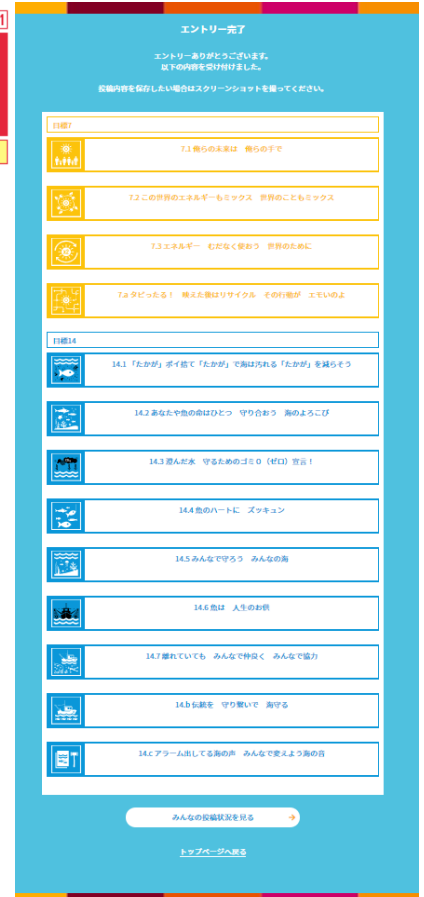 1
エントリー完了
エントリーありがとうございます。
以下の内容を受け付けました。
投稿内容を保存したい場合はスクリーンショットを撮ってください。
目標7
7.1 俺らの未来は 俺らの手で
7.2 この世界のエネルギーもミックス 世界のこともミックス
7.3 エネルギー むだなく使おう 世界のために
7.a タピったる! 映えた後はリサイクル その行動が エモいのよ
目標14
14.1 「たかが」ポイ捨て「たかが」で海は汚れる「たかが」を減らそう
14.2 あなたや魚の命はひとつ 守り合おう 海のよろこび
14.3 澄んだ水 守るためのゴミ0(ゼロ)宣言!
14.4 魚のハートに ズッキュン
14.5 みんなで守ろう みんなの海
14.6 魚は 人生のお供
14.7 離れていても みんなで仲良く みんなで協力
14.b 伝統を 守り繋いで 海守る
14.c アラーム出してる海の声 みんなで変えよう海の音
みんなの投稿状況を見る →
トップページへ戻る